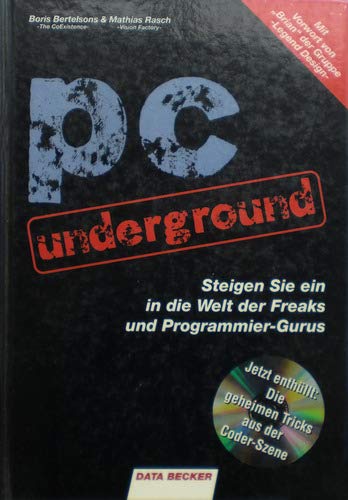 Boris Bertelsons & Mathias Rasch
-The CoExistence- -Vision Factory-
Mit
Vorwort von
„Brian“ der Gruppe
-Legend Design-
pc
underground
Steigen Sie ein
in die Welt der Freaks
und Programmier-Gurus
Jetzt enthüllt:
Die
geheimen Tricks
aus der
Coder-Szene
DATA BECKER